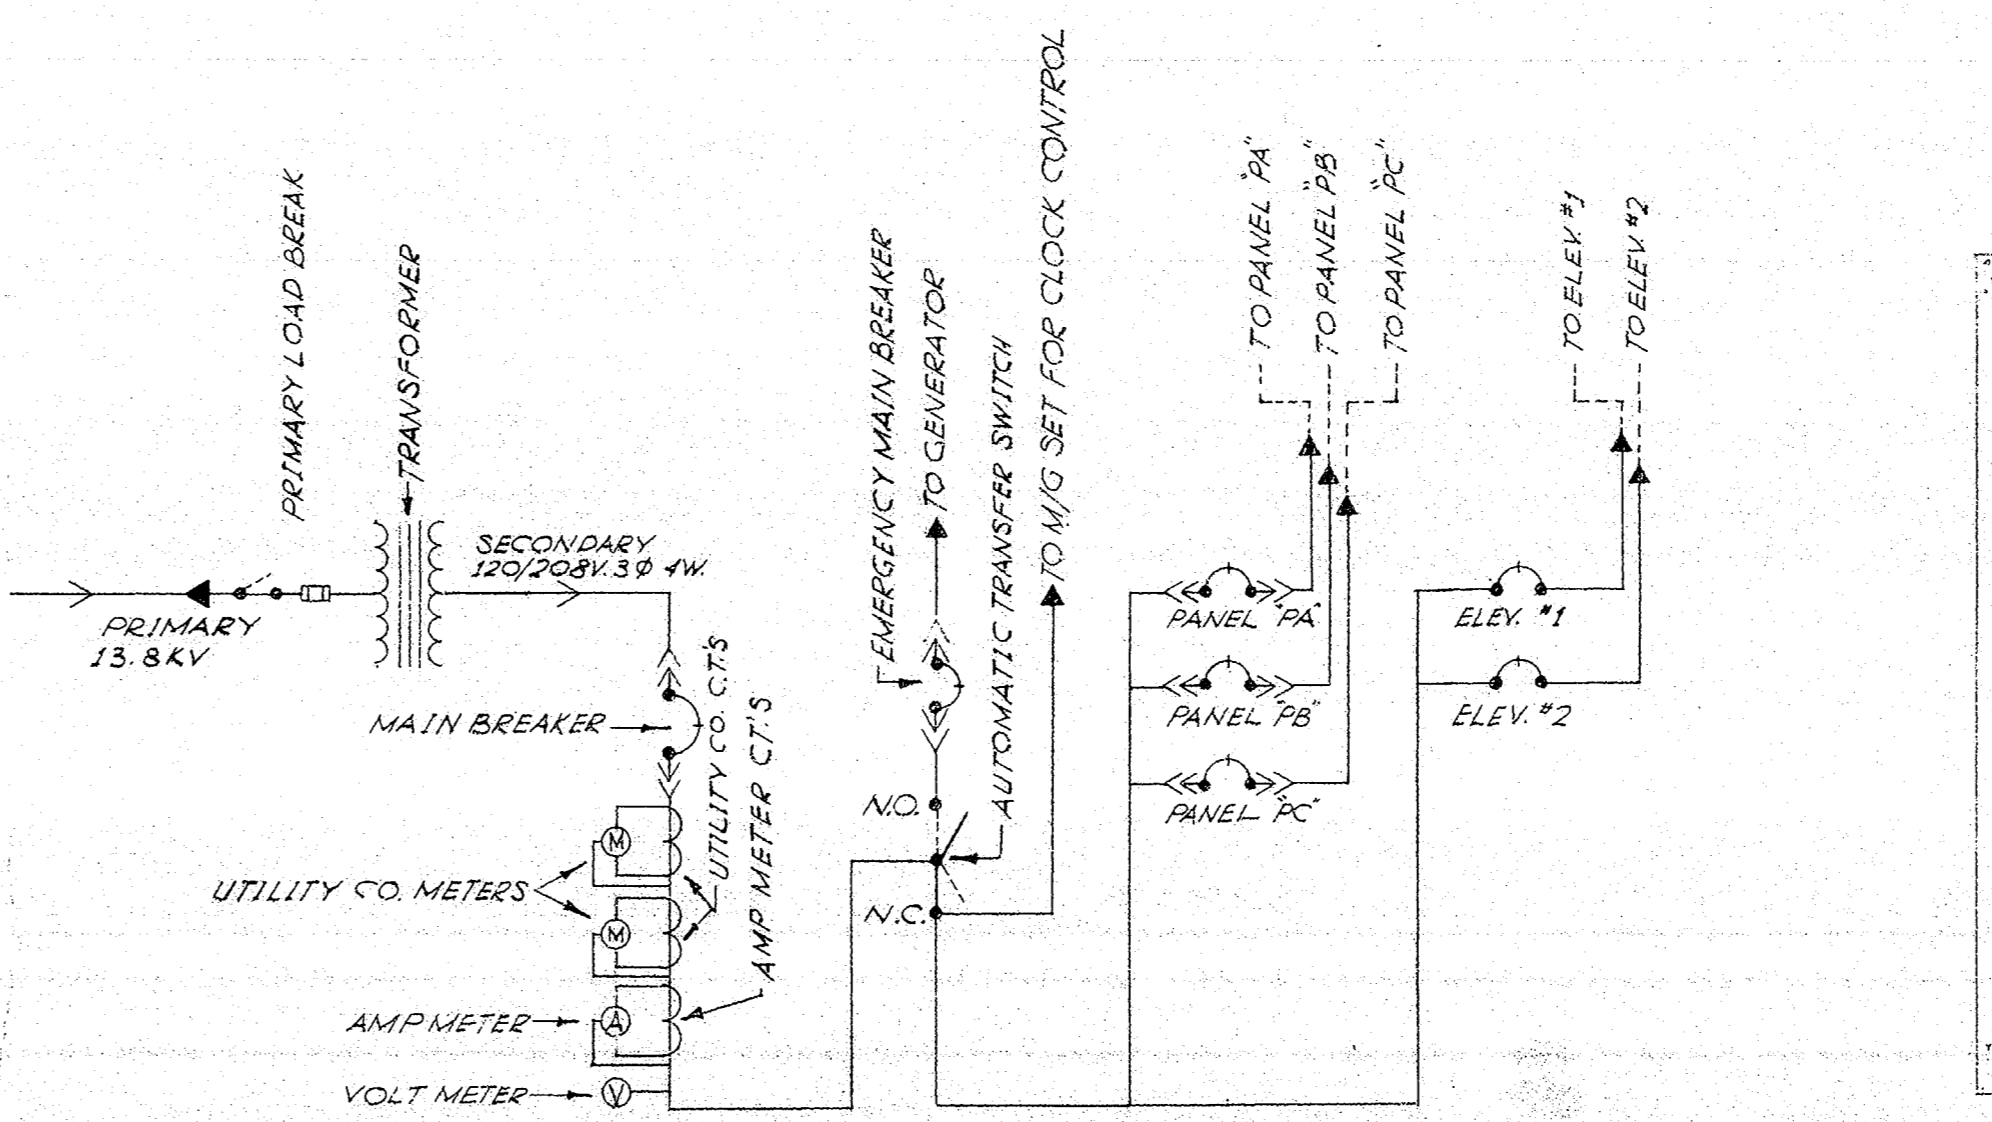 PRIMARY LOAD BREAK
TRANSFORMER
SECONDARY
120/208V. 3Ø 4W.
PRIMARY
13.8KV
MAIN BREAKER
UTILITY CO. C.T.'S
AMP METER C.T.'S
UTILITY CO. METERS
M
M
AMP METER
A
VOLT METER
V
EMERGENCY MAIN BREAKER
TO GENERATOR
AUTOMATIC TRANSFER SWITCH
TO M/G SET FOR CLOCK CONTROL
N.O.
N.C.
TO PANEL "PA"
TO PANEL "PB"
TO PANEL "PC"
PANEL "PA"
PANEL "PB"
PANEL "PC"
TO ELEV. #1
TO ELEV. #2
ELEV. #1
ELEV. #2